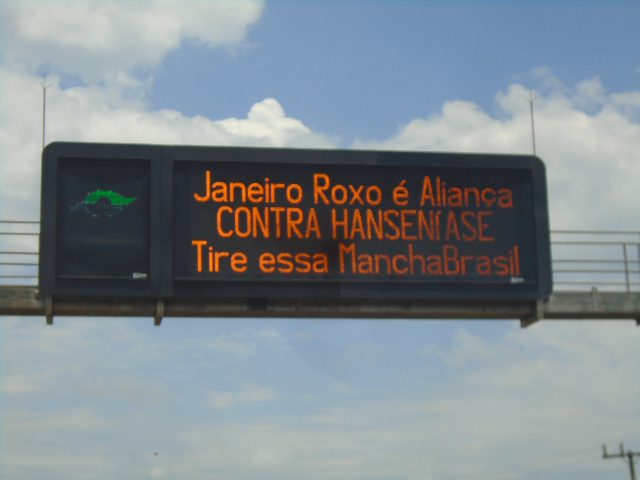 Janeiro Roxo é Aliança
CONTRA HANSENÍASE
Tire essa ManchaBrasil